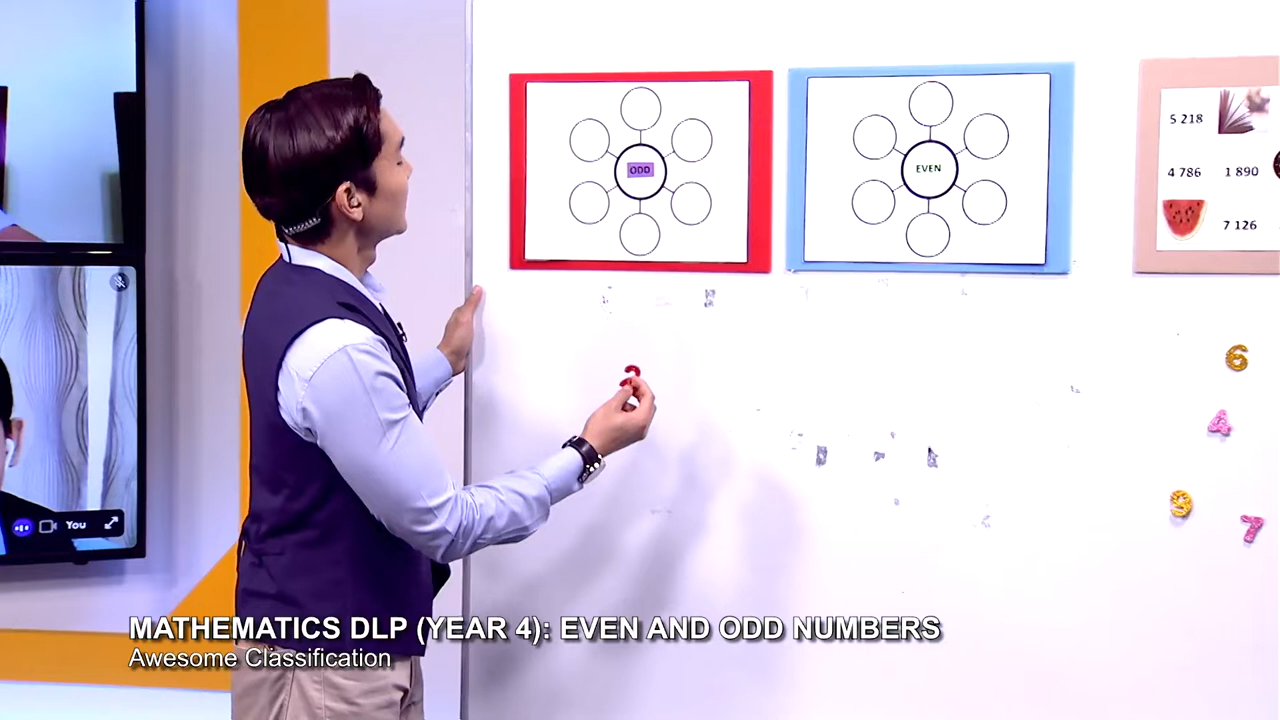 ODD
EVEN
5 218
4 786
1 890
7 126
6
4
9
7
You
MATHEMATICS DLP (YEAR 4): EVEN AND ODD NUMBERS
Awesome Classification